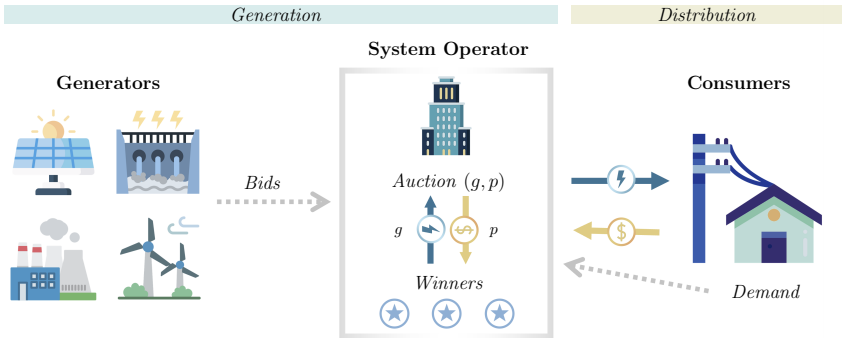 Generation
Distribution
System Operator
Generators
Consumers
Bids
Auction (g, p)
g
p
$
$
Winners
Demand